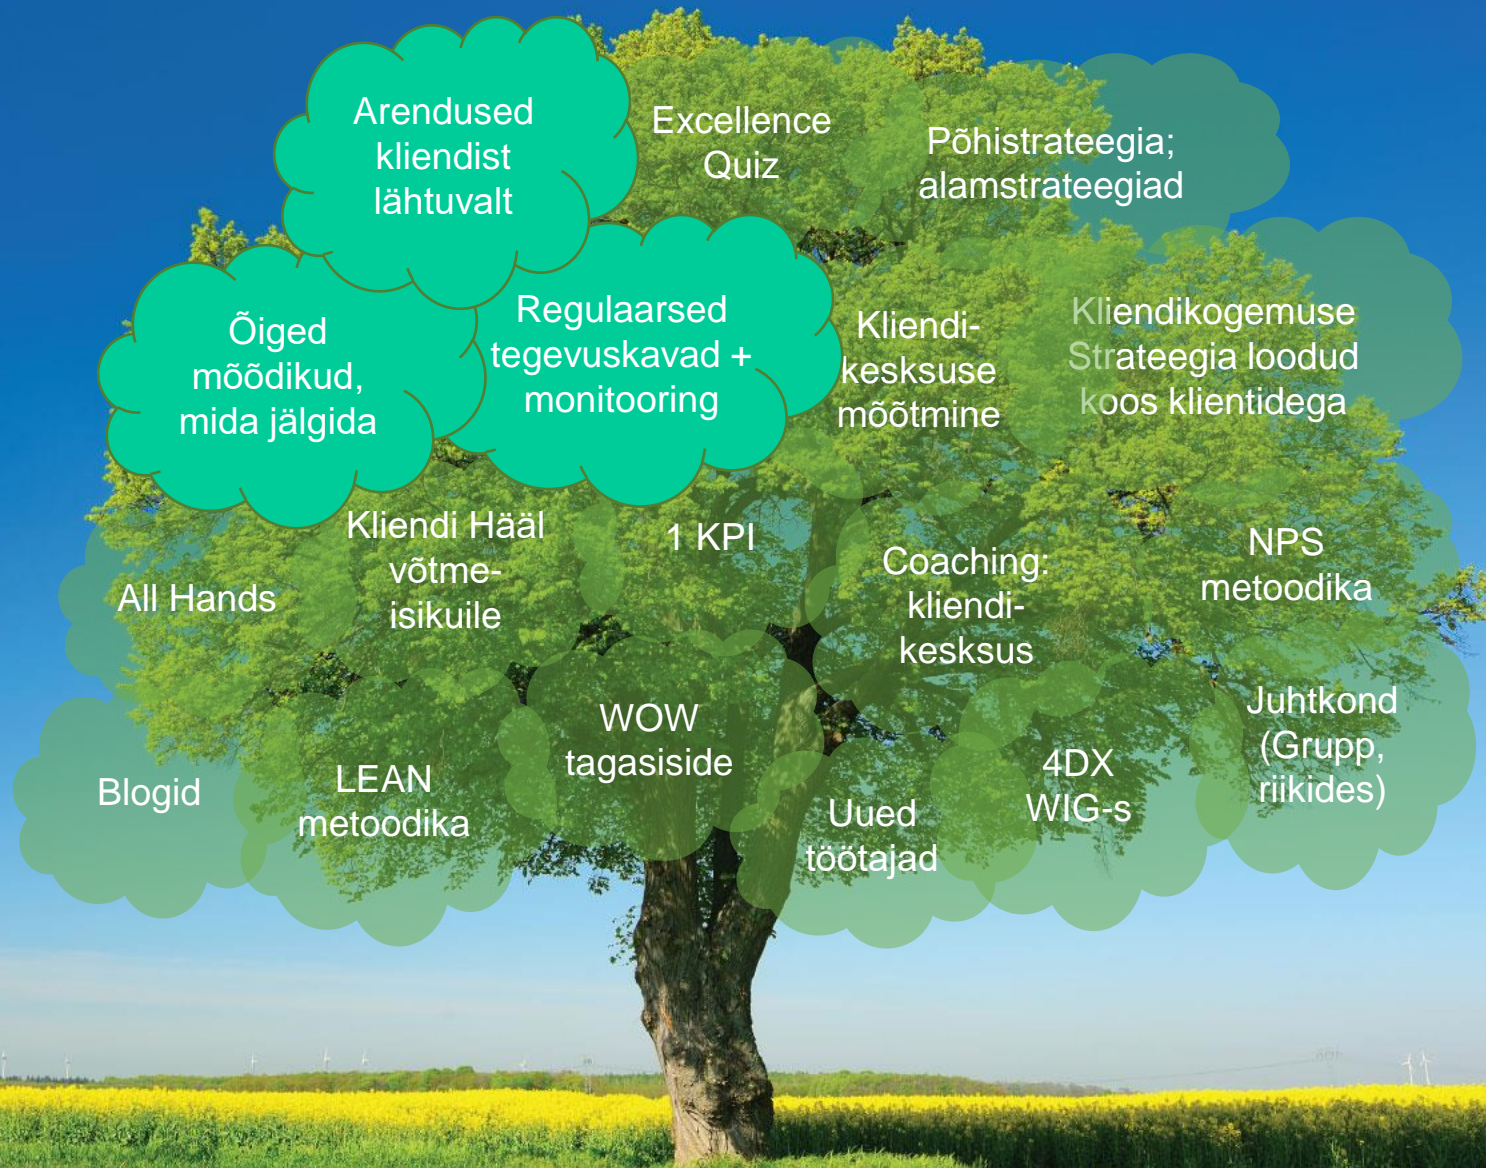 Arendused
kliendist
lähtuvalt
Excellence
Quiz
Põhistrateegia;
alamstrateegiad
Õiged
mõõdikud,
mida jälgida
Regulaarsed
tegevuskavad +
monitooring
Kliendi-
kesksuse
mõõtmine
Kliendikogemuse
Strateegia loodud
koos klientidega
All Hands
Kliendi Hääl
võtme-
isikuile
1 KPI
Coaching:
kliendi-
kesksus
NPS
metoodika
Blogid
LEAN
metoodika
WOW
tagasiside
Uued
töötajad
4DX
WIG-s
Juhtkond
(Grupp,
riikides)